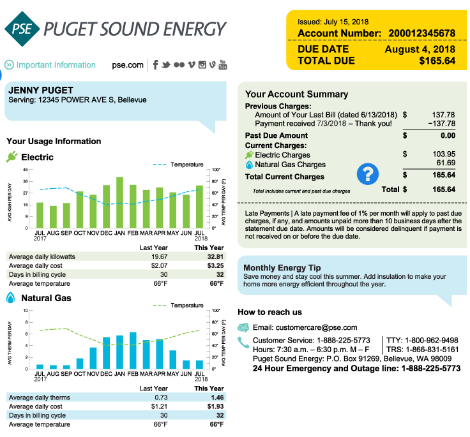 PSE PUGET SOUND ENERGY
Important Information pse.com
Issued: July 15, 2018
Account Number: 200012345678
DUE DATE August 4, 2018
TOTAL DUE $165.64
JENNY PUGET
Serving: 12345 POWER AVE S, Bellevue
Your Usage Information
Electric
Temperature
AVG KWH PER DAY
JUL AUG SEP OCT NOV DEC JAN FEB MAR APR MAY JUN JUL
2017 2018
Last Year This Year
Average daily kilowatts 19.67 32.81
Average daily cost $2.07 $3.25
Days in billing cycle 30 32
Average temperature 66°F 66°F
Natural Gas
Temperature
AVG THERM PER DAY
JUL AUG SEP OCT NOV DEC JAN FEB MAR APR MAY JUN JUL
2017 2018
Last Year This Year
Average daily therms 0.73 1.46
Average daily cost $1.21 $1.93
Days in billing cycle 30 32
Average temperature 66°F 66°F
Your Account Summary
Previous Charges:
Amount of Your Last Bill (dated 6/13/2018) $ 137.78
Payment received 7/3/2018 – Thank you! −137.78
Past Due Amount $ 0.00
Current Charges:
Electric Charges $ 103.95
Natural Gas Charges 61.69
Total Current Charges $ 165.64
?
Total includes current and past due charges Total $ 165.64
Late Payments | A late payment fee of 1% per month will apply to past due
charges, if any, and amounts unpaid more than 10 business days after the
statement due date. Amounts will be considered delinquent if payment is
not received on or before the due date.
Monthly Energy Tip
Save money and stay cool this summer. Add insulation to make your
home more energy efficient throughout the year.
How to reach us
Email: customercare@pse.com
Customer Service: 1-888-225-5773 TTY: 1-800-962-9498
Hours: 7:30 a.m. – 6:30 p.m. M – F TRS: 1-866-831-5161
Puget Sound Energy: P.O. Box 91269, Bellevue, WA 98009
24 Hour Emergency and Outage line: 1-888-225-5773